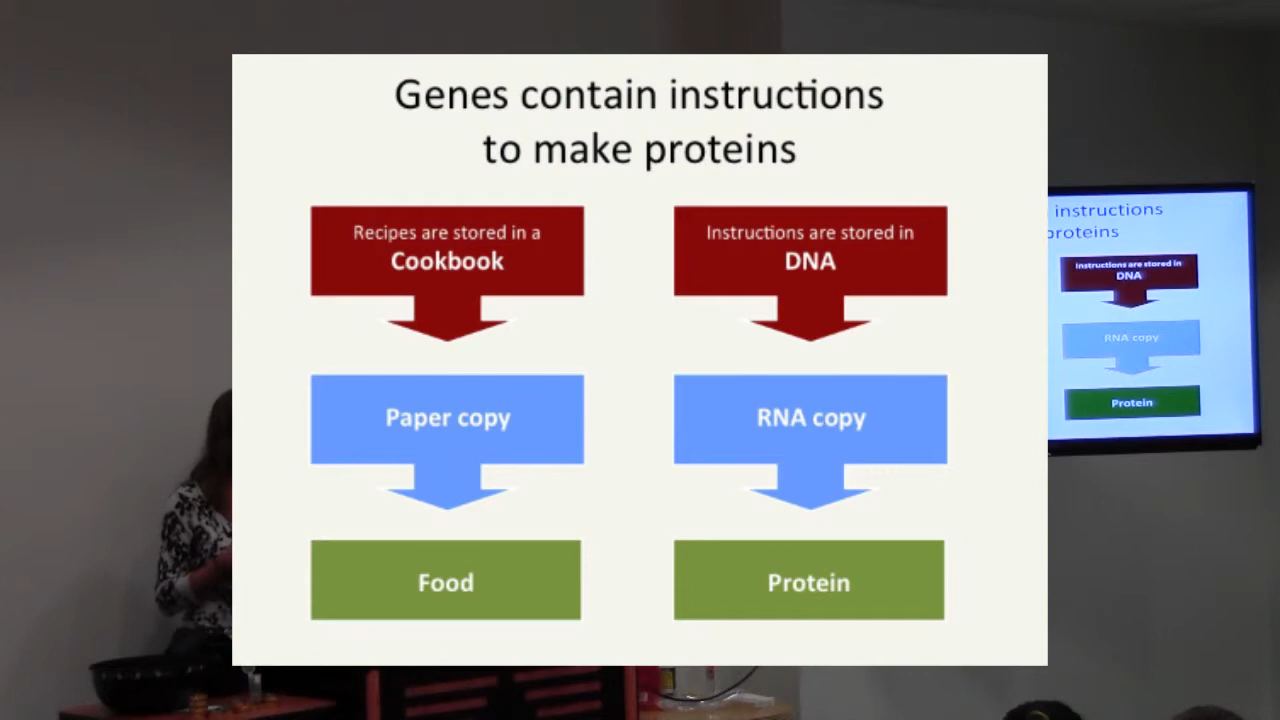 Genes contain instructions
to make proteins
Recipes are stored in a
Cookbook
Instructions are stored in
DNA
Paper copy
RNA copy
Food
Protein
instructions
proteins
Instructions are stored in
DNA
RNA copy
Protein